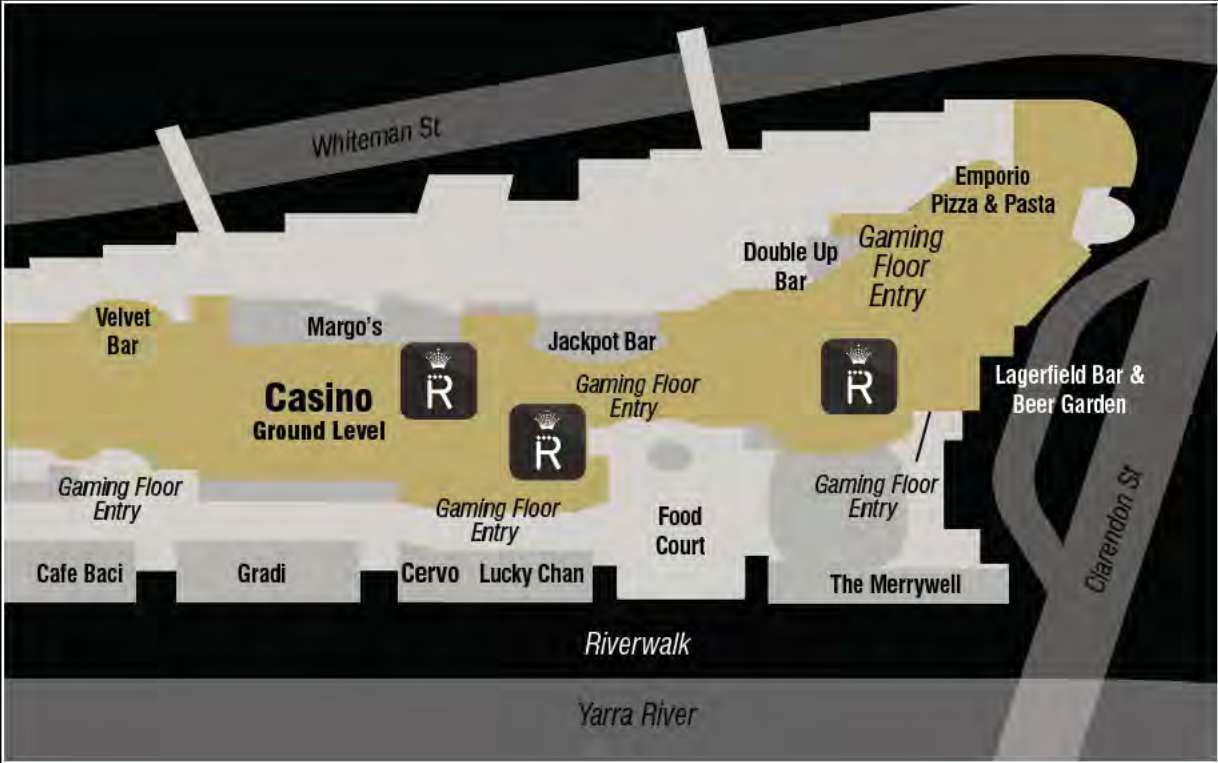 Whiteman St
Emporio
Pizza & Pasta
Double Up
Bar
Gaming
Floor
Entry
Velvet
Bar
Margo's
Jackpot Bar
R
R
Gaming Floor
Entry
Casino
Ground Level
R
Lagerfield Bar &
Beer Garden
Gaming Floor
Entry
Gaming Floor
Entry
Food
Court
Gaming Floor
Entry
Clarendon St
Cafe Baci
Gradi
Cervo
Lucky Chan
The Merrywell
Riverwalk
Yarra River